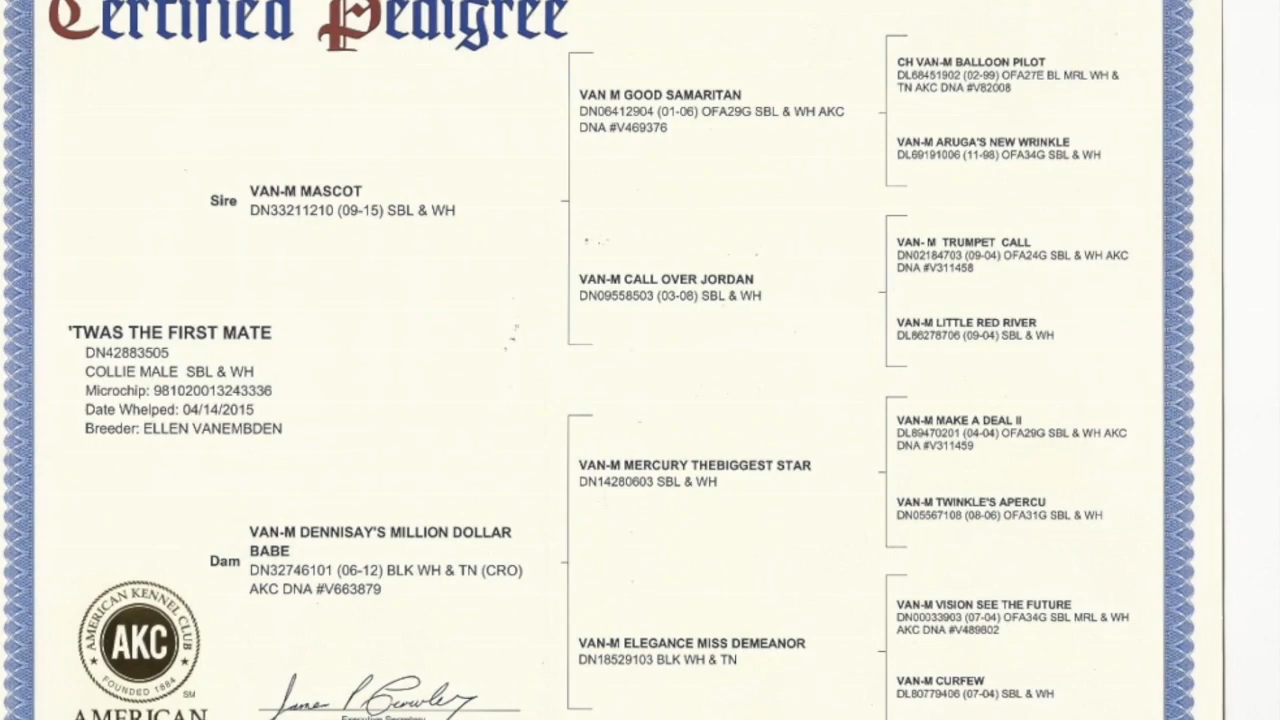 Certified Pedigree
'TWAS THE FIRST MATE
DN42883505
COLLIE MALE SBL & WH
Microchip: 981020013243336
Date Whelped: 04/14/2015
Breeder: ELLEN VANEMBDEN
Sire
VAN-M MASCOT
DN33211210 (09-15) SBL & WH
Dam
VAN-M DENNISAY'S MILLION DOLLAR
BABE
DN32746101 (06-12) BLK WH & TN (CRO)
AKC DNA #V663879
VAN M GOOD SAMARITAN
DN06412904 (01-06) OFA29G SBL & WH AKC
DNA #V469376
VAN-M CALL OVER JORDAN
DN09558503 (03-08) SBL & WH
VAN-M MERCURY THEBIGGEST STAR
DN14280603 SBL & WH
VAN-M ELEGANCE MISS DEMEANOR
DN18529103 BLK WH & TN
CH VAN-M BALLOON PILOT
DL68451902 (02-99) OFA27E BL MRL WH &
TN AKC DNA #V82008
VAN-M ARUGA'S NEW WRINKLE
DL69191006 (11-98) OFA34G SBL & WH
VAN- M TRUMPET CALL
DN02184703 (09-04) OFA24G SBL & WH AKC
DNA #V311458
VAN-M LITTLE RED RIVER
DL86278706 (09-04) SBL & WH
VAN-M MAKE A DEAL II
DL89470201 (04-04) OFA29G SBL & WH AKC
DNA #V311459
VAN-M TWINKLE'S APERCU
DN05567108 (08-06) OFA31G SBL & WH
VAN-M VISION SEE THE FUTURE
DN00033903 (07-04) OFA34G SBL MRL & WH
AKC DNA #V489802
VAN-M CURFEW
DL80779406 (07-04) SBL & WH
AMERICAN KENNEL CLUB
AKC
FOUNDED 1884
SM
AMERICAN
James P Crowley
Executive Secretary